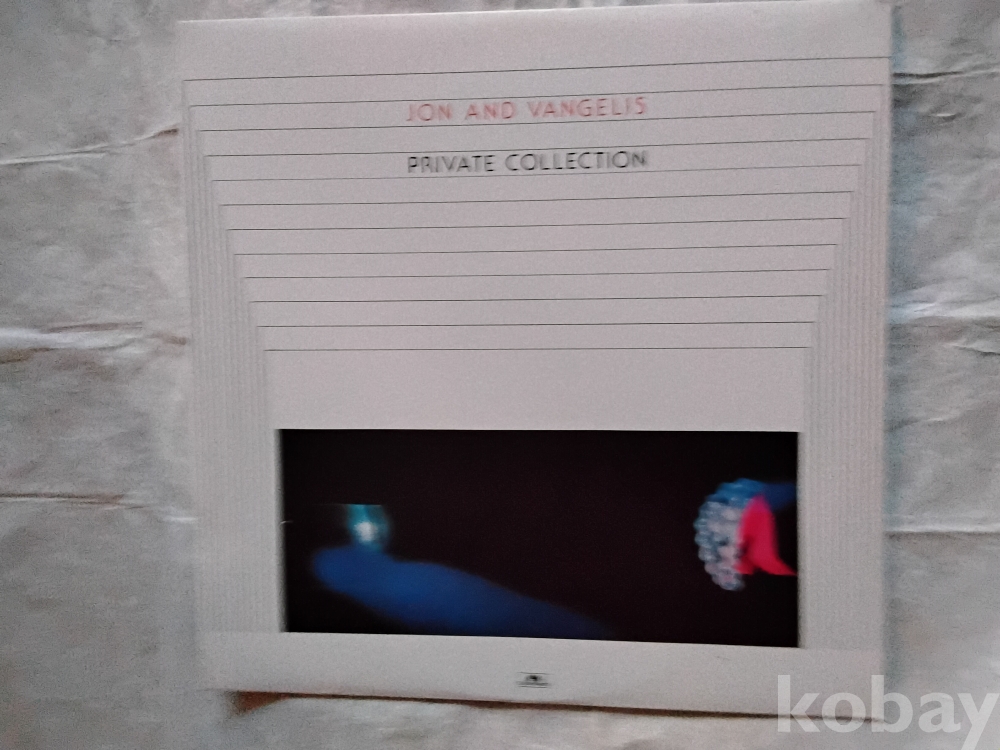 JON AND VANGELIS
PRIVATE COLLECTION
kobay